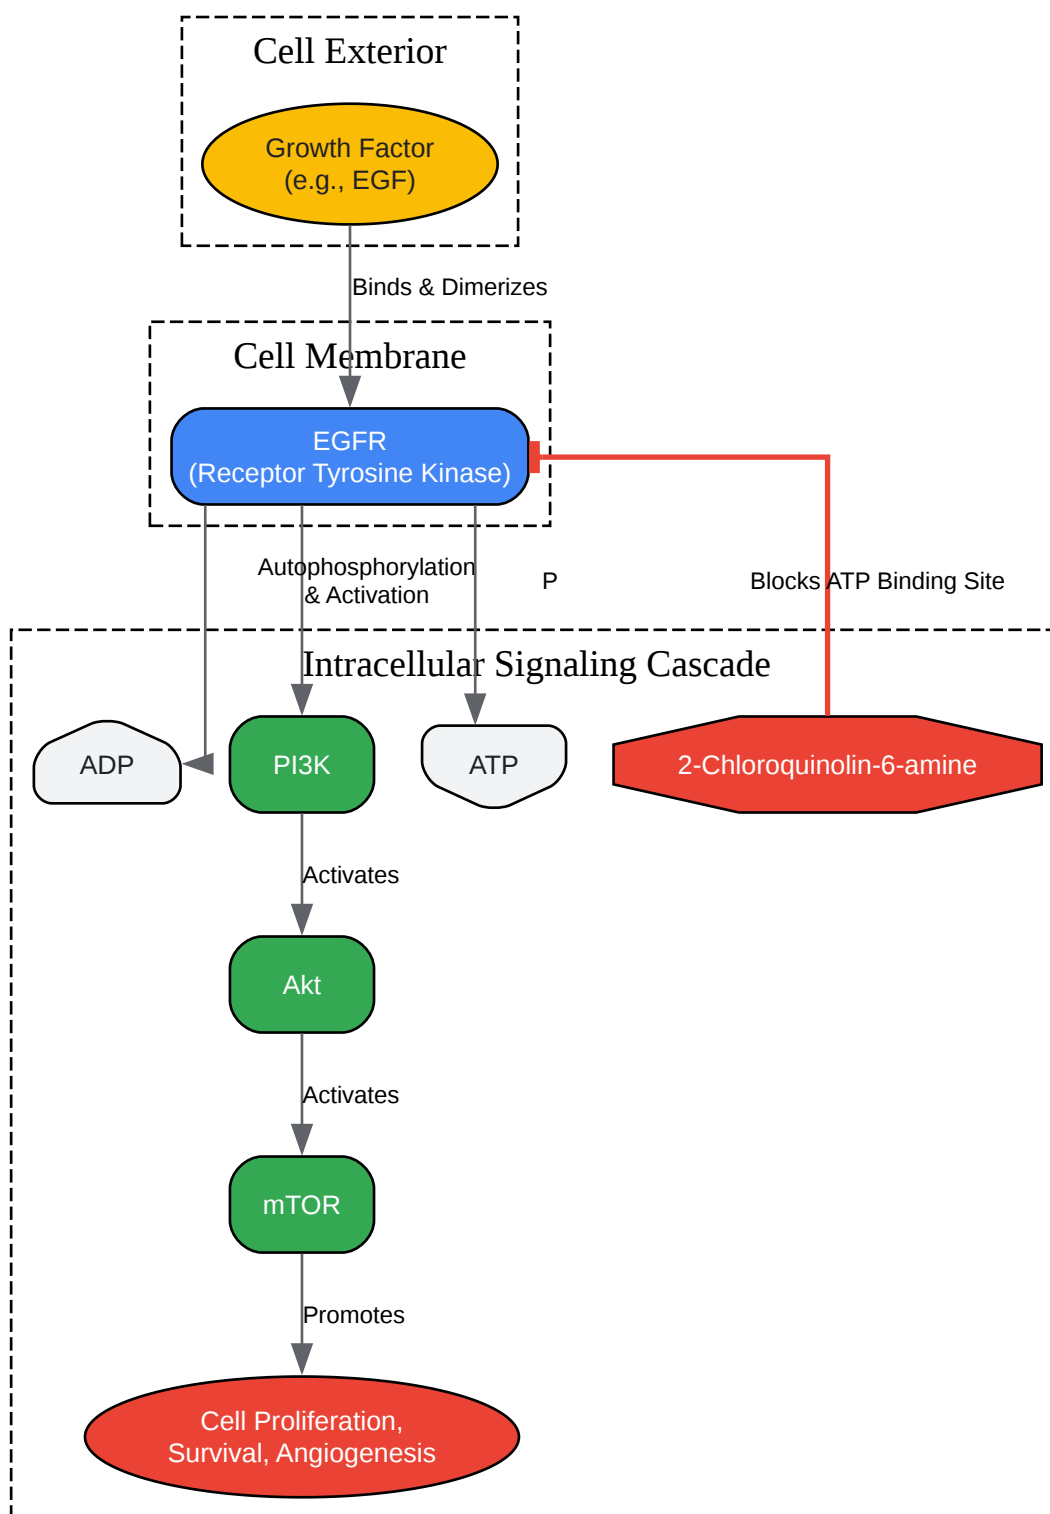 Cell Exterior
Growth Factor
(e.g., EGF)
Binds & Dimerizes
Cell Membrane
EGFR
(Receptor Tyrosine Kinase)
Autophosphorylation
& Activation
P
Blocks ATP Binding Site
Intracellular Signaling Cascade
ADP
PI3K
ATP
2-Chloroquinolin-6-amine
Activates
Akt
Activates
mTOR
Promotes
Cell Proliferation,
Survival, Angiogenesis